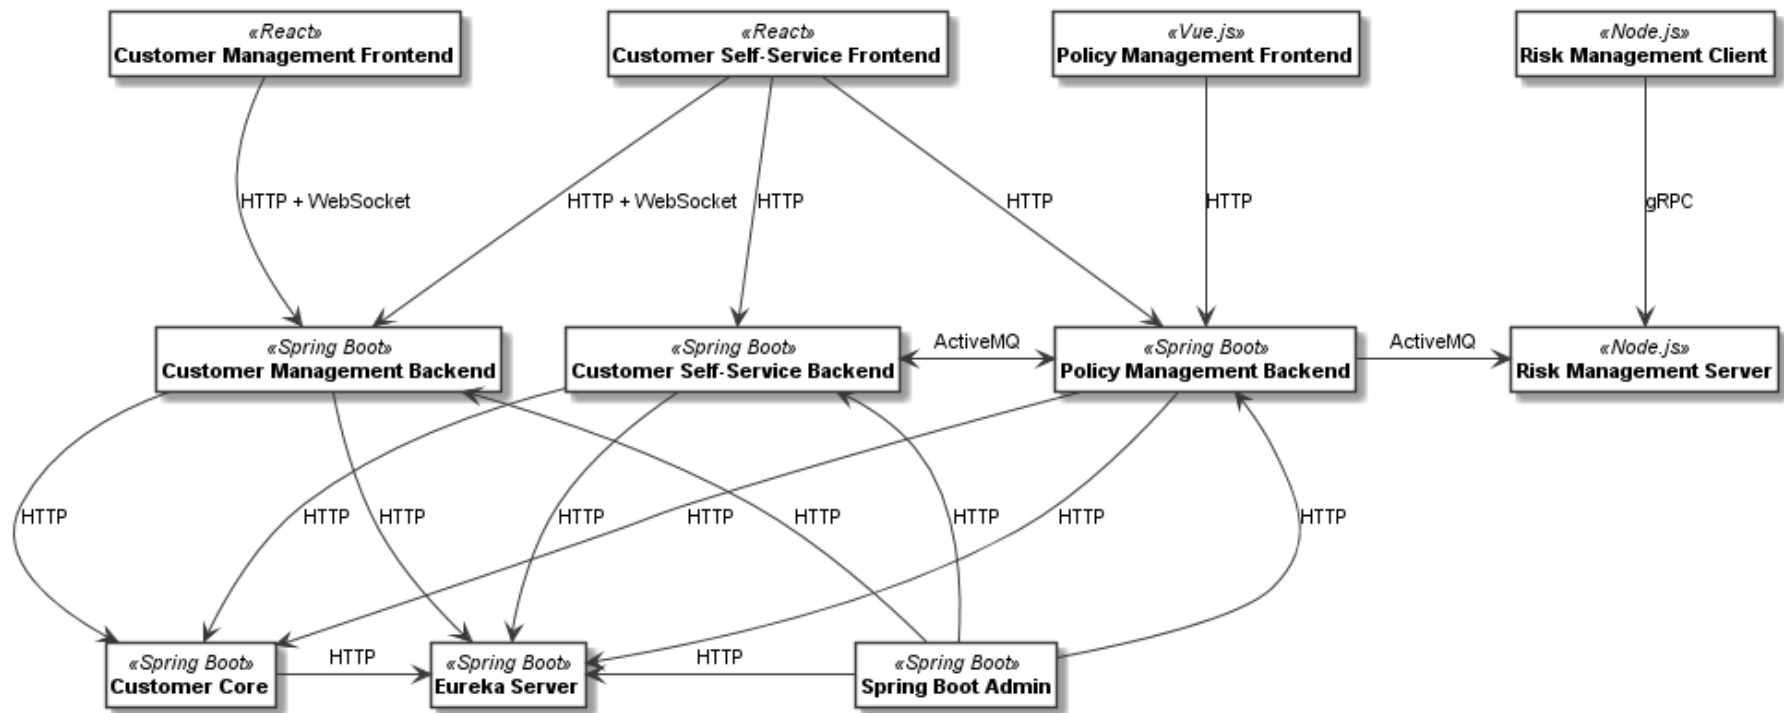 «React»
Customer Management Frontend
«React»
Customer Self-Service Frontend
«Vue.js»
Policy Management Frontend
«Node.js»
Risk Management Client
HTTP + WebSocket
HTTP + WebSocket
HTTP
HTTP
HTTP
gRPC
«Spring Boot»
Customer Management Backend
«Spring Boot»
Customer Self-Service Backend
ActiveMQ
«Spring Boot»
Policy Management Backend
ActiveMQ
«Node.js»
Risk Management Server
HTTP
HTTP
HTTP
HTTP
HTTP
HTTP
HTTP
HTTP
HTTP
«Spring Boot»
Customer Core
HTTP
«Spring Boot»
Eureka Server
HTTP
«Spring Boot»
Spring Boot Admin